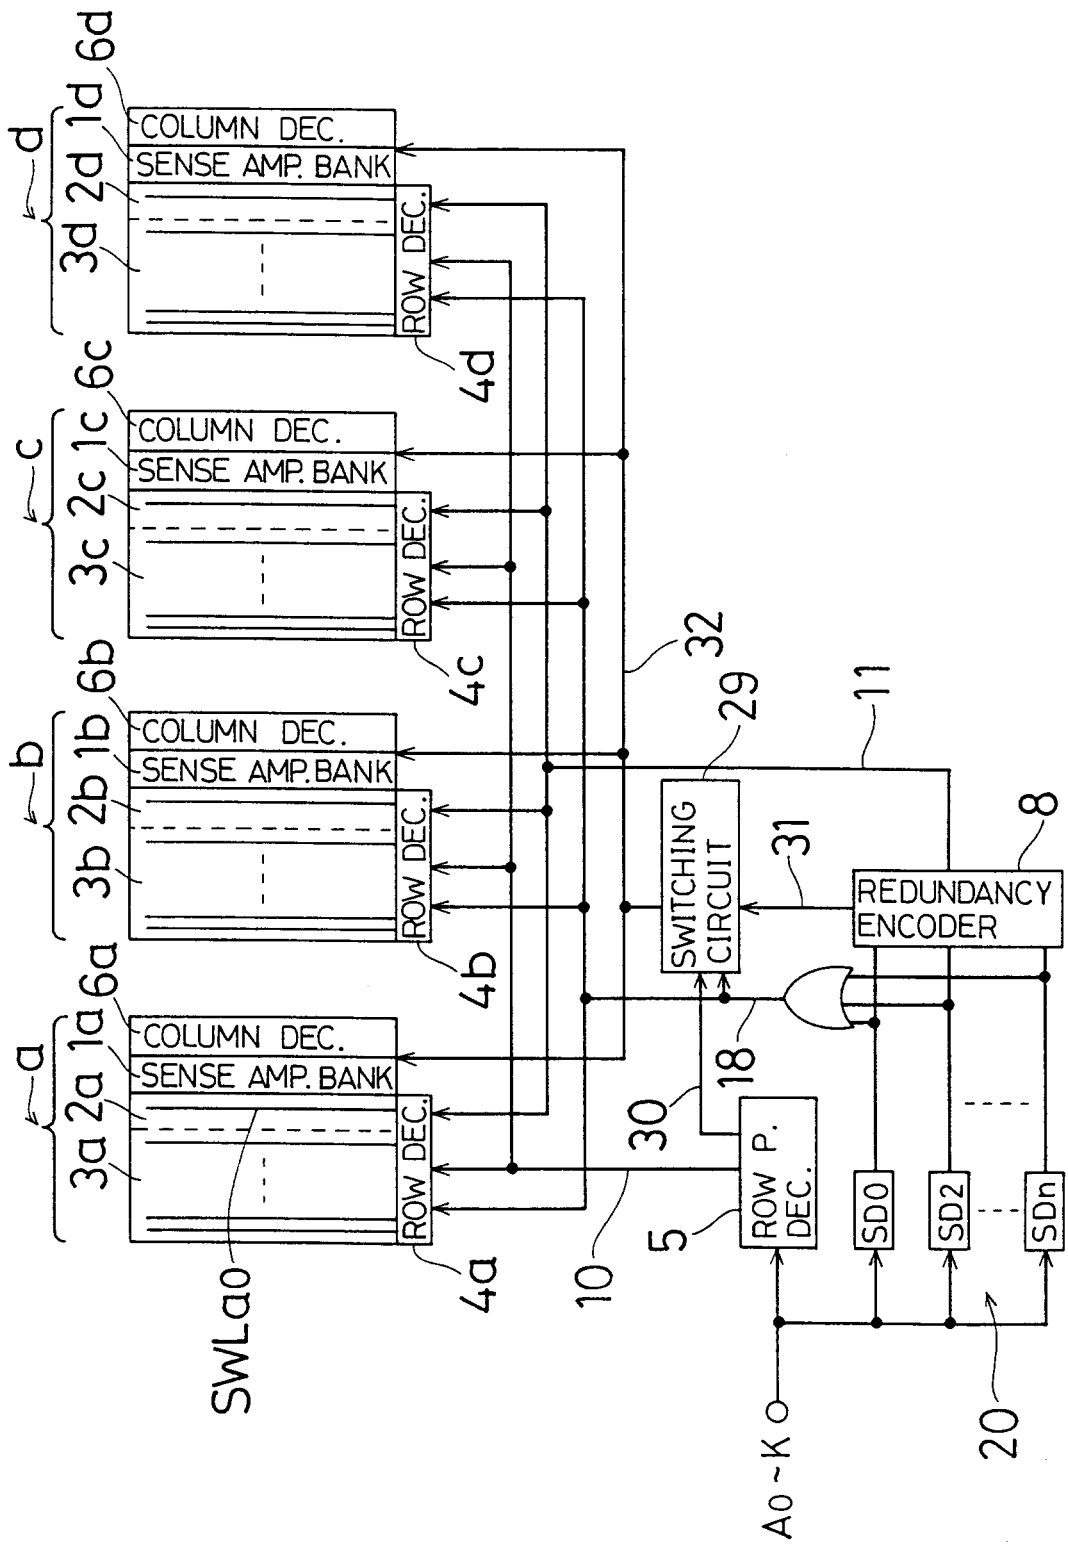 a
b
c
d
3a 2a 1a 6a
3b 2b 1b 6b
3c 2c 1c 6c
3d 2d 1d 6d
COLUMN DEC.
SENSE AMP. BANK
ROW DEC.
COLUMN DEC.
SENSE AMP. BANK
ROW DEC.
COLUMN DEC.
SENSE AMP. BANK
ROW DEC.
COLUMN DEC.
SENSE AMP. BANK
ROW DEC.
SWLa0
4a
4b
4c
4d
10
5
ROW P.
DEC.
30
18
SWITCHING
CIRCUIT
29
32
31
11
REDUNDANCY
ENCODER
8
A0~K
SD0
SD2
SDn
20